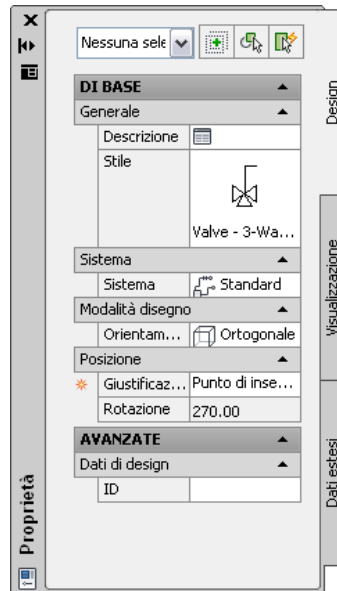 Nessuna sele
DI BASE
Generale
Descrizione
Stile
Valve - 3-Wa...
Sistema
Sistema Standard
Modalità disegno
Orientam... Ortogonale
Posizione
Giustificaz... Punto di inse...
Rotazione 270.00
AVANZATE
Dati di design
ID
Design
Visualizzazione
Dati estesi
Proprietà